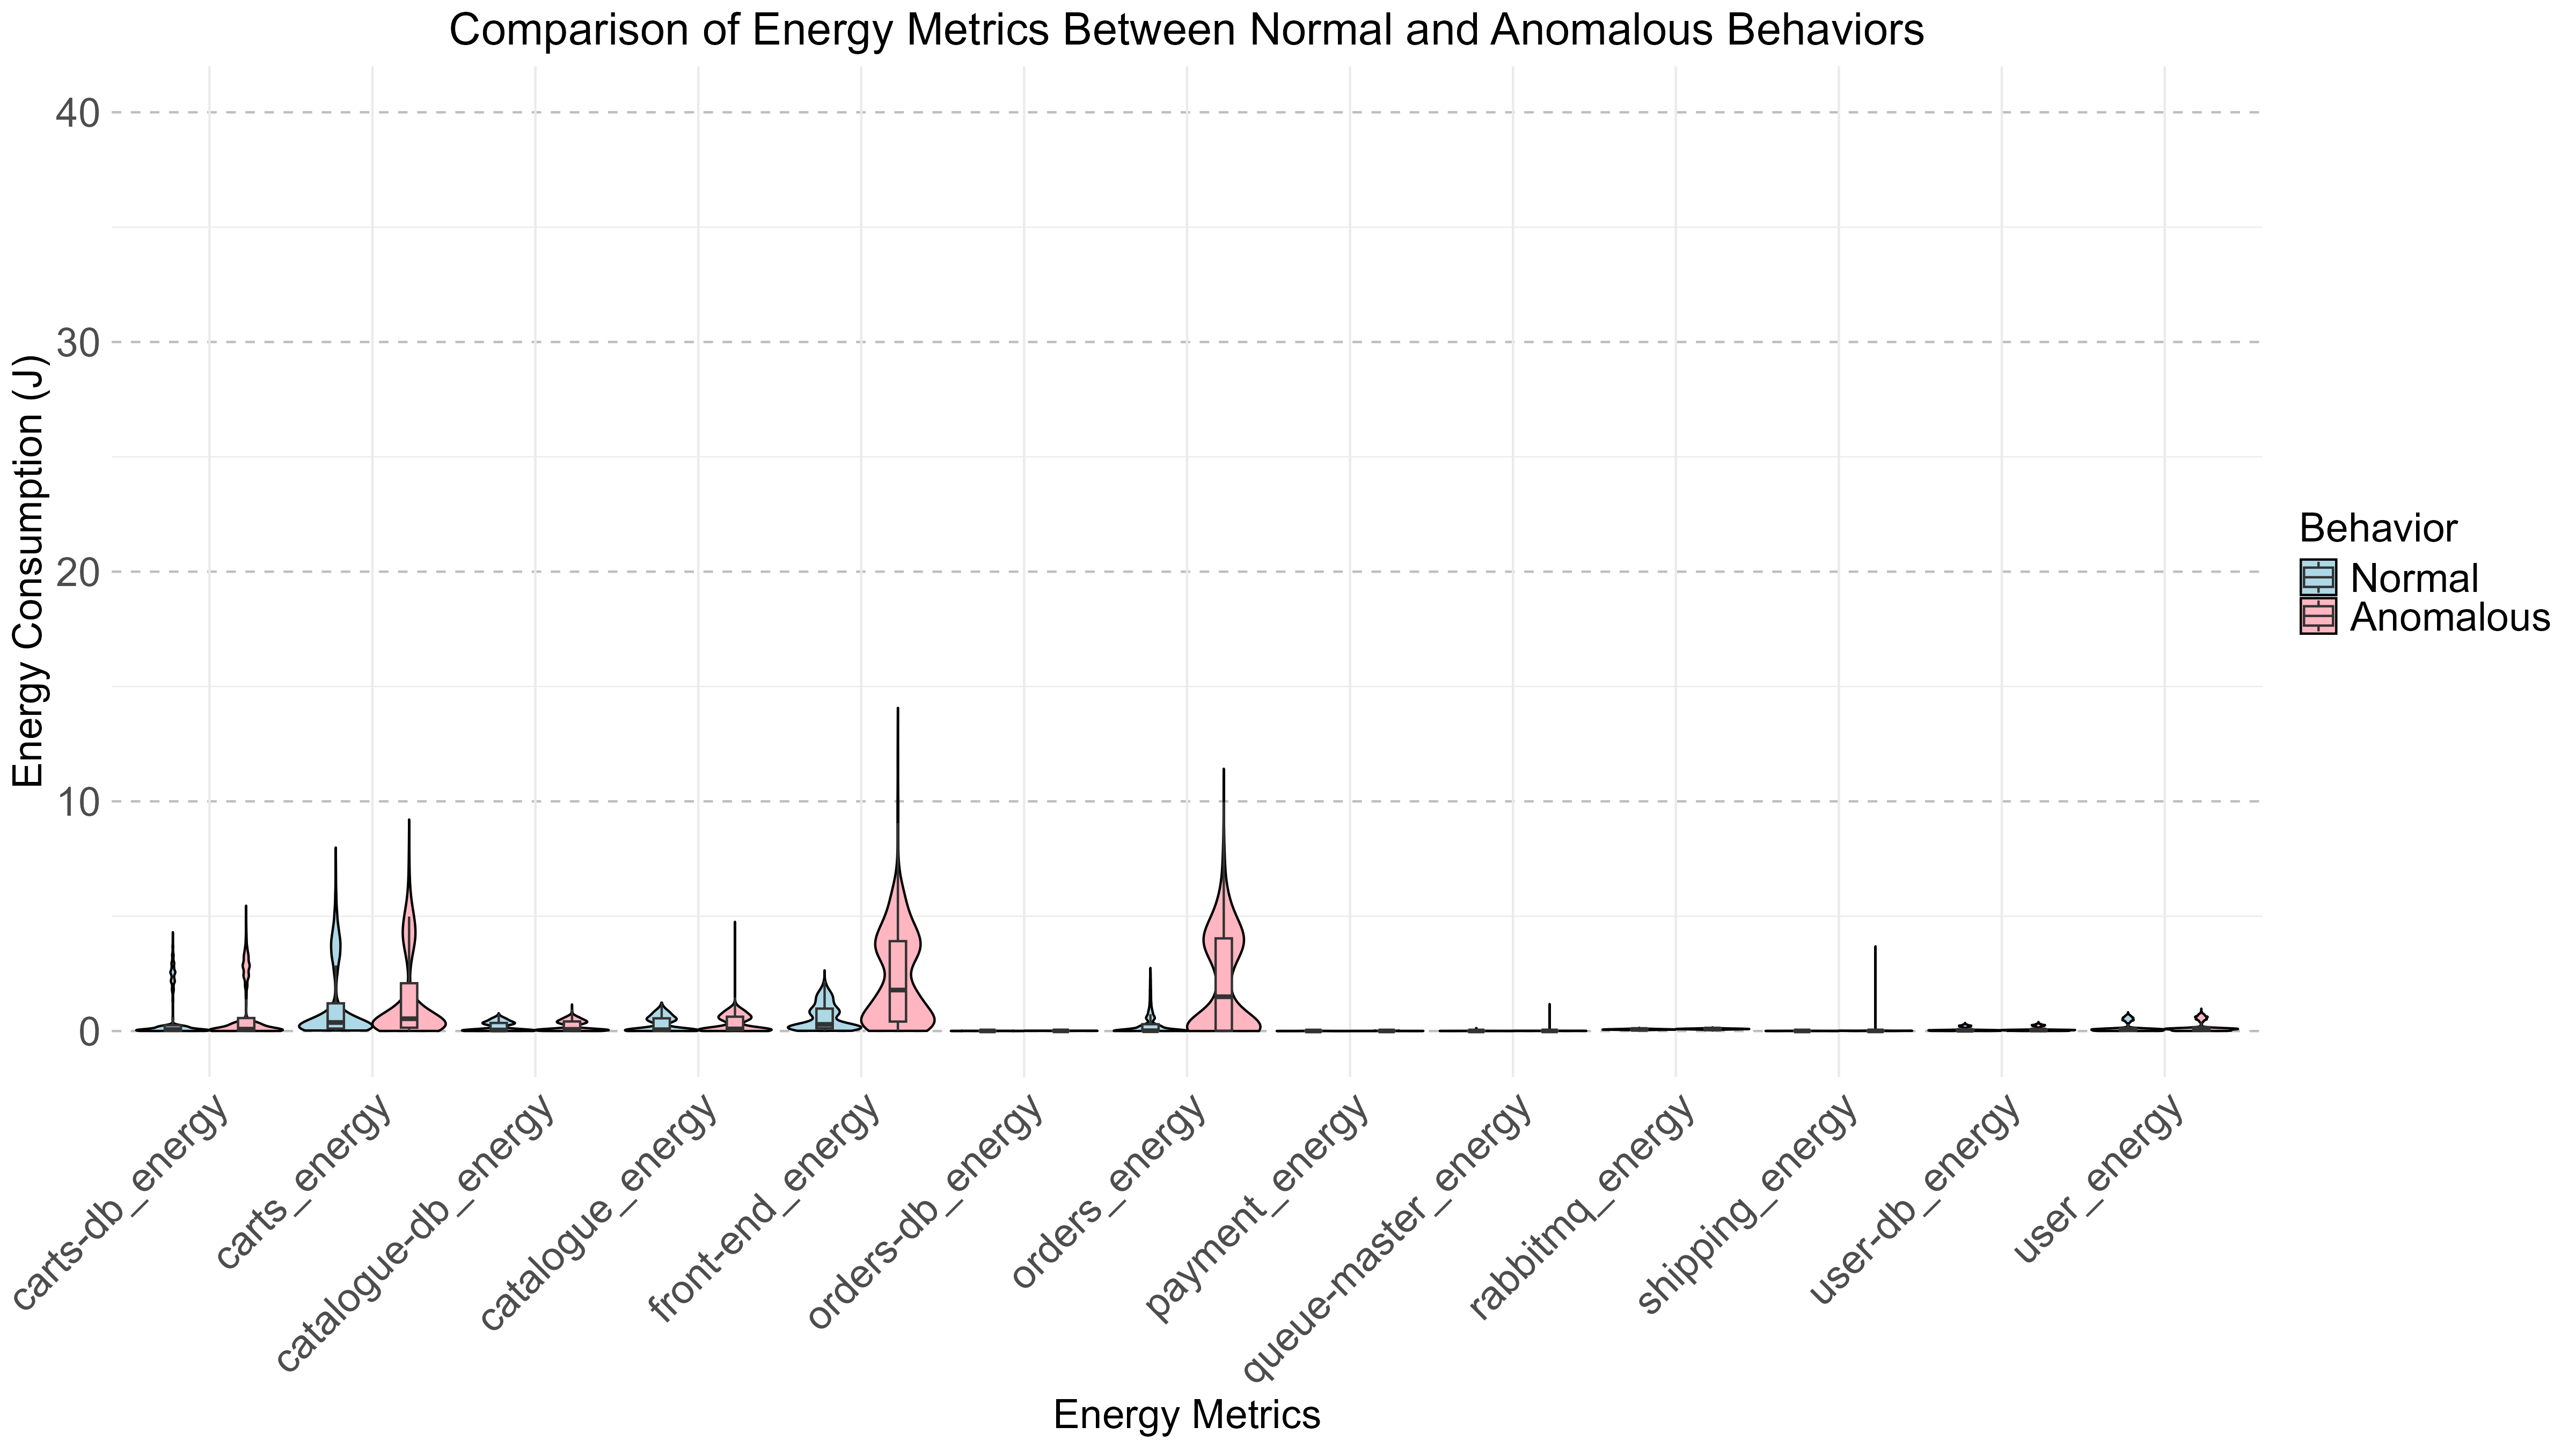 Comparison of Energy Metrics Between Normal and Anomalous Behaviors
Energy Consumption (J)
40
30
20
10
0
carts-db_energy
carts_energy
catalogue-db_energy
catalogue_energy
front-end_energy
orders-db_energy
orders_energy
payment_energy
queue-master_energy
rabbitmq_energy
shipping_energy
user-db_energy
user_energy
Energy Metrics
Behavior
Normal
Anomalous